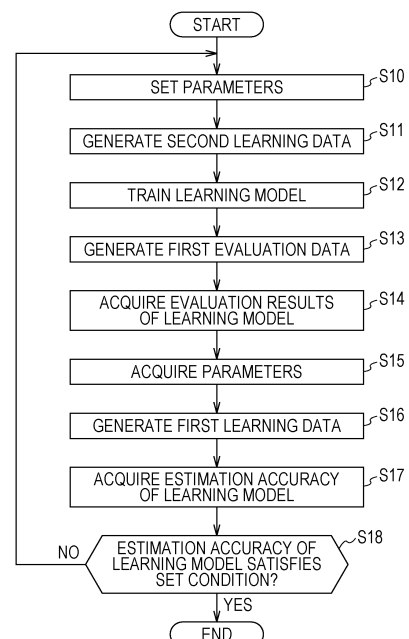 START
SET PARAMETERS
S10
GENERATE SECOND LEARNING DATA
S11
TRAIN LEARNING MODEL
S12
GENERATE FIRST EVALUATION DATA
S13
ACQUIRE EVALUATION RESULTS
OF LEARNING MODEL
S14
ACQUIRE PARAMETERS
S15
GENERATE FIRST LEARNING DATA
S16
ACQUIRE ESTIMATION ACCURACY
OF LEARNING MODEL
S17
ESTIMATION ACCURACY OF
LEARNING MODEL SATISFIES
SET CONDITION?
S18
NO
YES
END